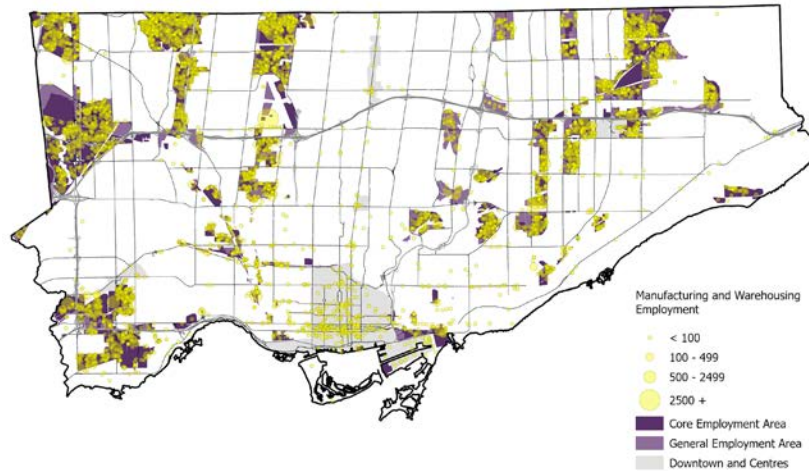 Manufacturing and Warehousing
Employment
< 100
100 - 499
500 - 2499
2500 +
Core Employment Area
General Employment Area
Downtown and Centres